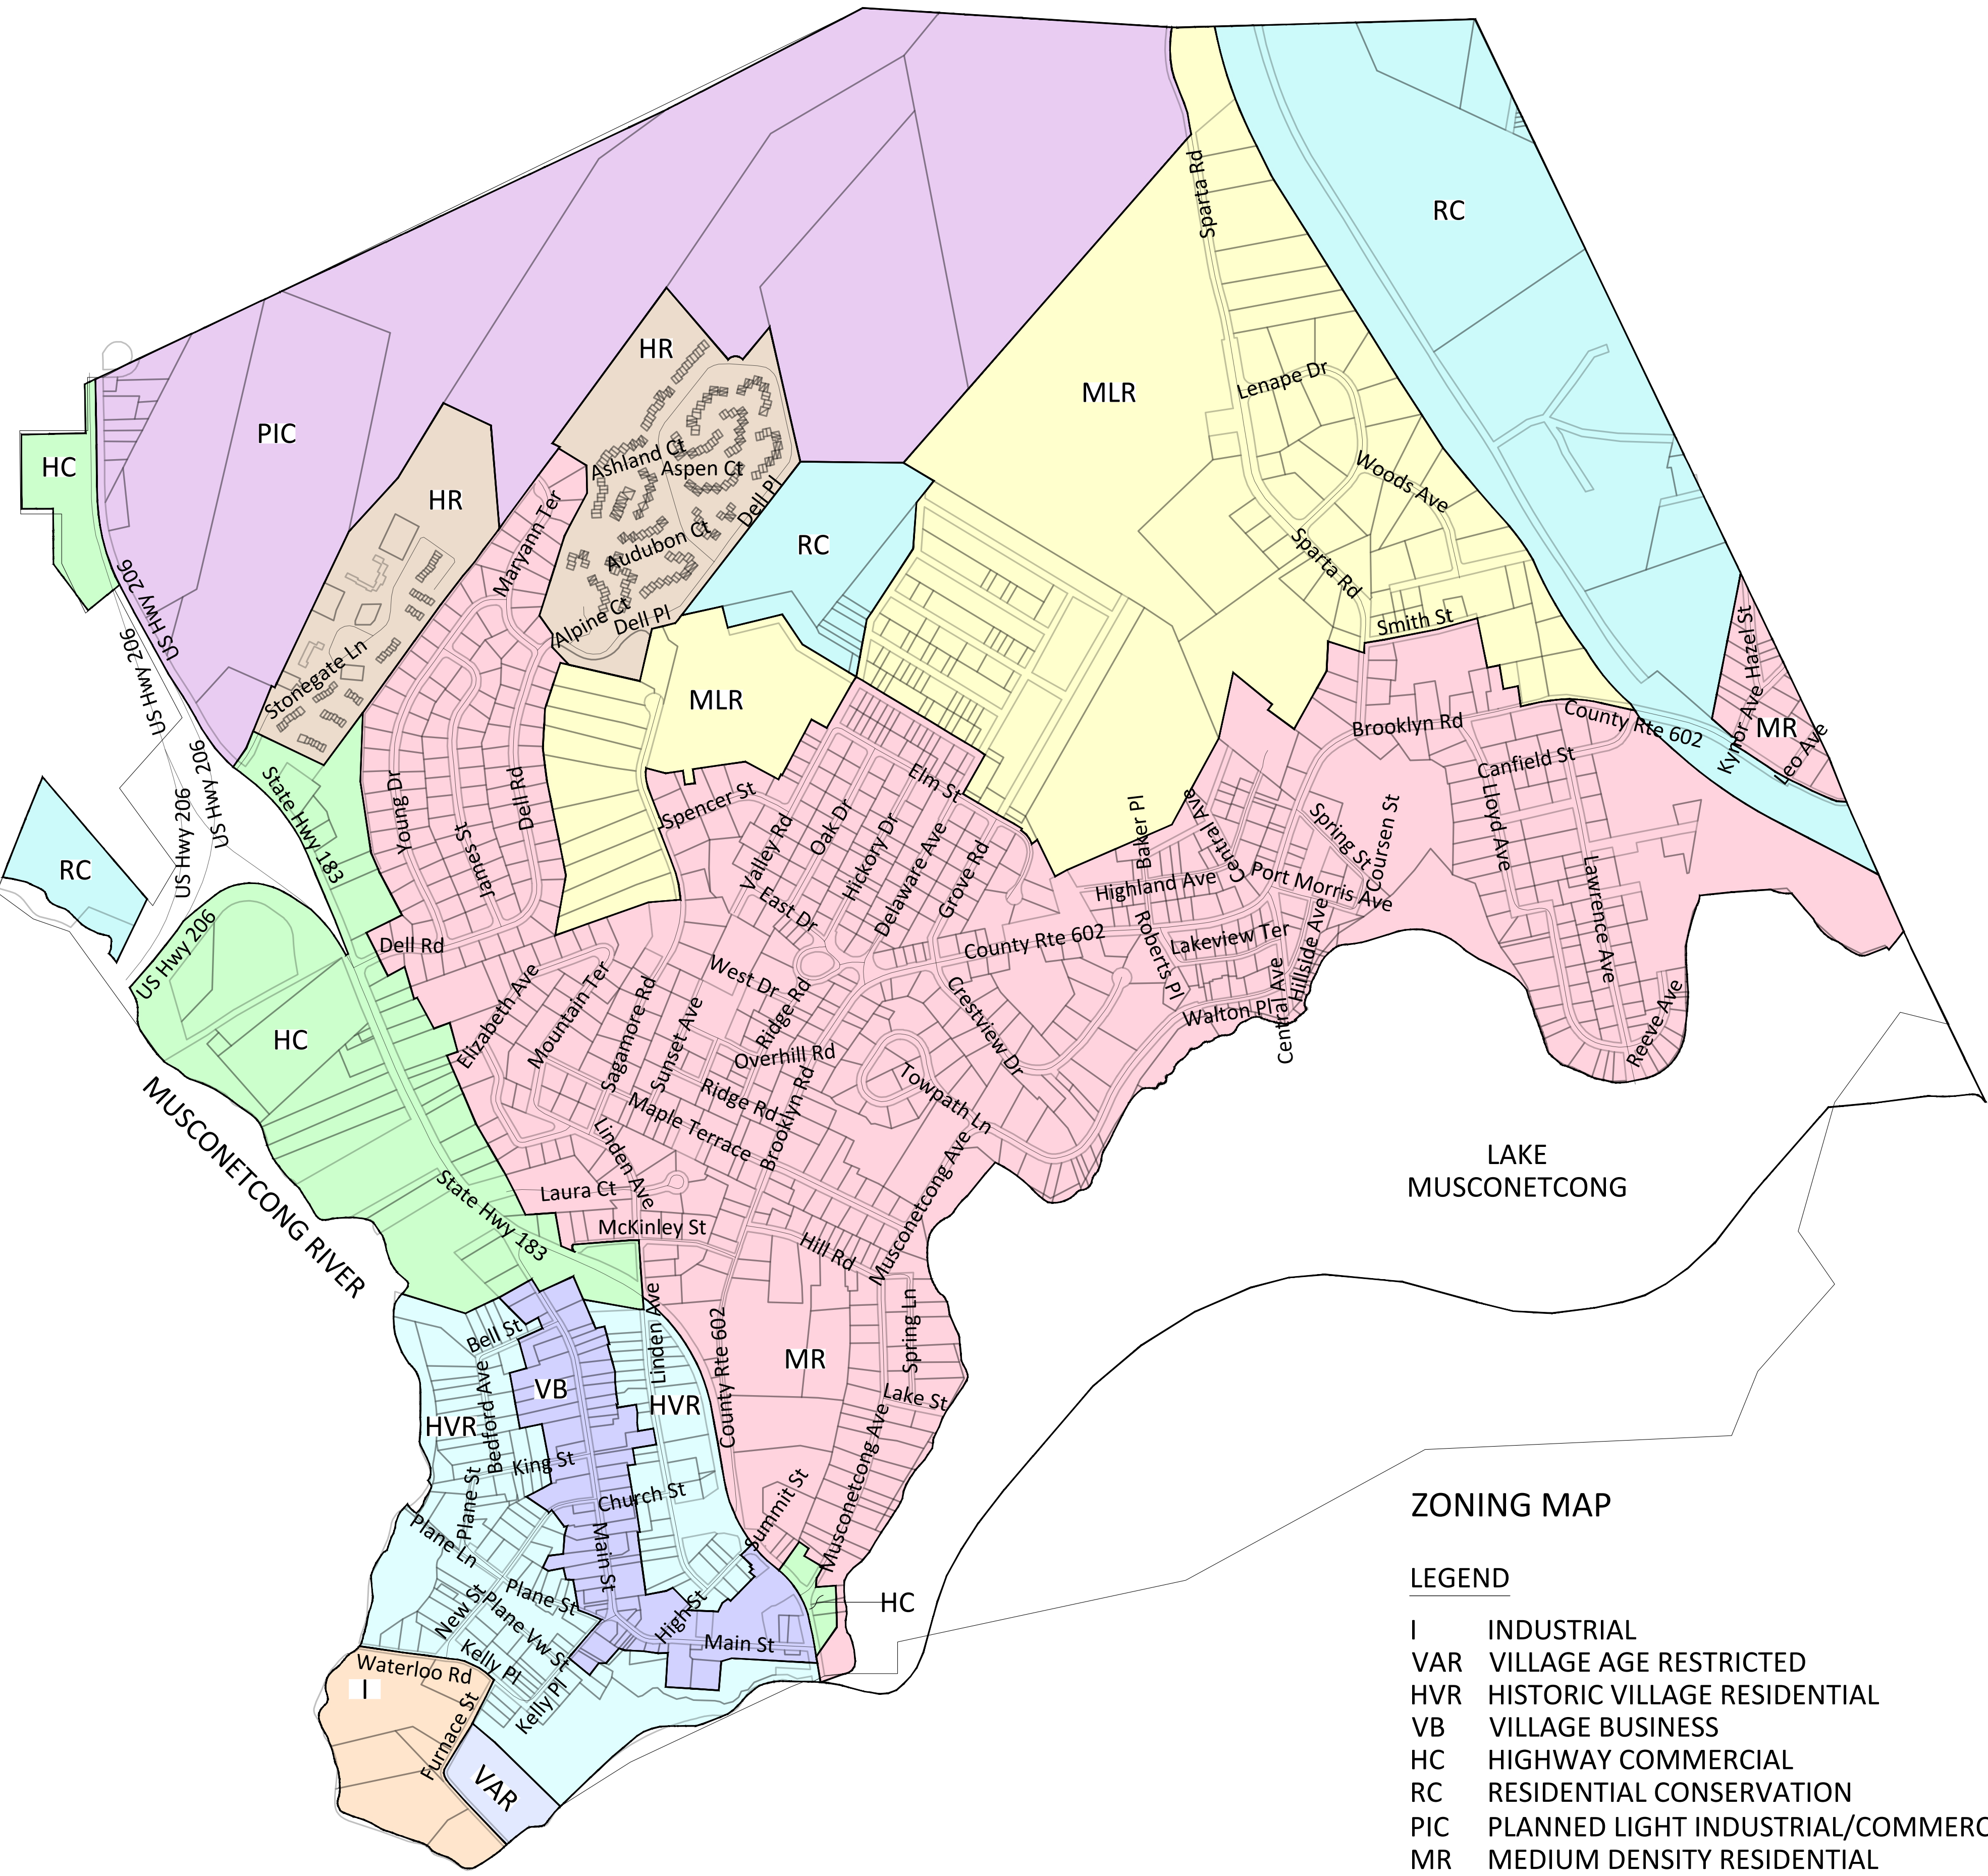 RC
Sparta Rd
HR
MLR
Lenape Dr
PIC
HC
Ashland Ct
Aspen Ct
Woods Ave
HR
Dell Pl
Maryann Ter
Audubon Ct
RC
Sparta Rd
US Hwy 206
US Hwy 206
Alpine Ct
Dell Pl
Smith St
Hazel St
Stonegate Ln
MLR
Brooklyn Rd
County Rte 602
Kynor Ave
MR
Leo Ave
US Hwy 206
State Hwy 183
Young Dr
James St
Dell Rd
Spencer St
Elm St
Canfield St
Valley Rd
Oak Dr
Hickory Dr
Delaware Ave
Grove Rd
East Dr
Baker Pl
Central Ave
Spring St
Coursen St
Lloyd Ave
RC
US Hwy 206
Highland Ave
Port Morris Ave
Lawrence Ave
US Hwy 206
Dell Rd
County Rte 602
Roberts Pl
Lakeview Ter
Hillside Ave
West Dr
Ridge Rd
Crestview Dr
Walton Pl
Central Ave
Reeve Ave
HC
Elizabeth Ave
Mountain Ter
Sagamore Rd
Sunset Ave
Overhill Rd
Ridge Rd
Brooklyn Rd
Towpath Ln
MUSCONETCONG RIVER
Maple Terrace
Linden Ave
Musconetcong Ave
LAKE
MUSCONETCONG
State Hwy 183
Laura Ct
McKinley St
Hill Rd
Bell St
Linden Ave
County Rte 602
Spring Ln
MR
VB
Bedford Ave
HVR
HVR
Lake St
Musconetcong Ave
King St
Plane St
Church St
Summit St
Plane Ln
Main St
New St
Plane St
Plane Vw St
High St
Main St
HC
Kelly Pl
Kelly Pl
Waterloo Rd
I
Furnace St
VAR
ZONING MAP
LEGEND
I INDUSTRIAL
VAR VILLAGE AGE RESTRICTED
HVR HISTORIC VILLAGE RESIDENTIAL
VB VILLAGE BUSINESS
HC HIGHWAY COMMERCIAL
RC RESIDENTIAL CONSERVATION
PIC PLANNED LIGHT INDUSTRIAL/COMMERC
MR MEDIUM DENSITY RESIDENTIAL